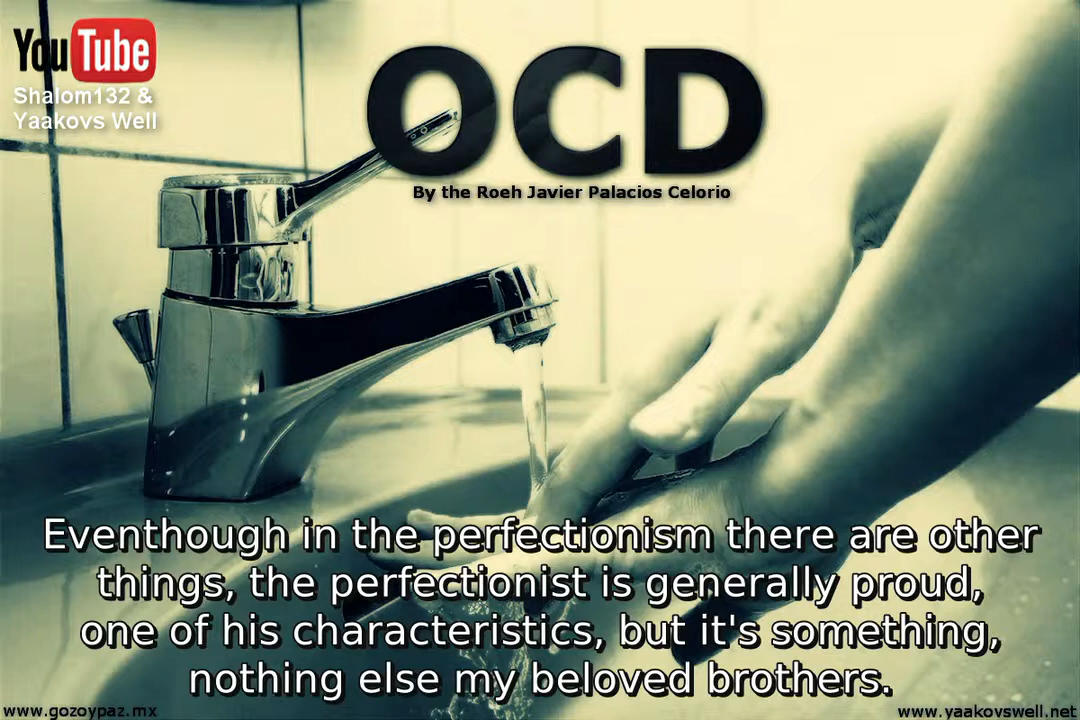 YouTube
Shalom132 &
Yaakovs Well
OCD
By the Roeh Javier Palacios Celorio
Eventhough in the perfectionism there are other
things, the perfectionist is generally proud,
one of his characteristics, but it's something,
nothing else my beloved brothers.
www.gozoypaz.mx
www.yaakovswell.net